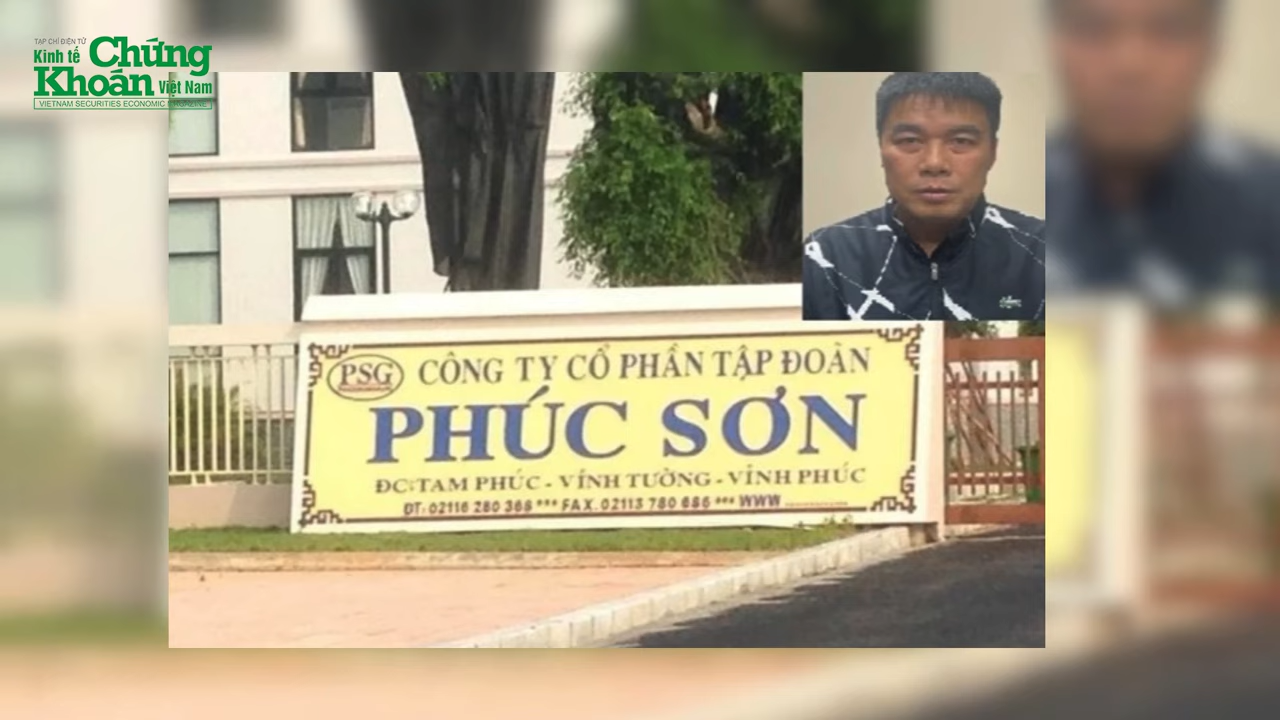 TẠP CHÍ ĐIỆN TỬ
Kinh tế Chứng
Khoán Việt Nam
VIETNAM SECURITIES ECONOMIC
PSG CÔNG TY CỔ PHẦN TẬP ĐOÀN
PHÚC SƠN
ĐC: TAM PHÚC - VĨNH TƯỜNG - VĨNH PHÚC
ĐT: 02116 280 366 *** FAX. 02113 780 686 *** WWW